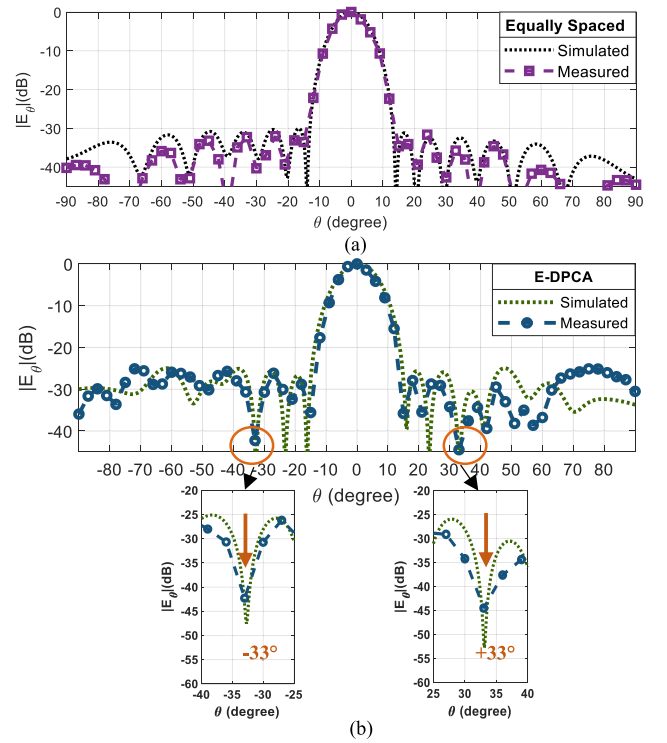 Equally Spaced
Simulated
Measured
|Eθ|(dB)
0
-10
-20
-30
-40
-90 -80 -70 -60 -50 -40 -30 -20 -10 0 10 20 30 40 50 60 70 80 90
θ (degree)
(a)
E-DPCA
Simulated
Measured
|Eθ|(dB)
0
-10
-20
-30
-40
-80 -70 -60 -50 -40 -30 -20 -10 0 10 20 30 40 50 60 70 80
θ (degree)
|Eθ|(dB)
-20
-25
-30
-35
-40
-45
-50
-55
-60
-33°
-40 -35 -30 -25
θ (degree)
|Eθ|(dB)
-20
-25
-30
-35
-40
-45
-50
-55
-60
+33°
25 30 35 40
θ (degree)
(b)